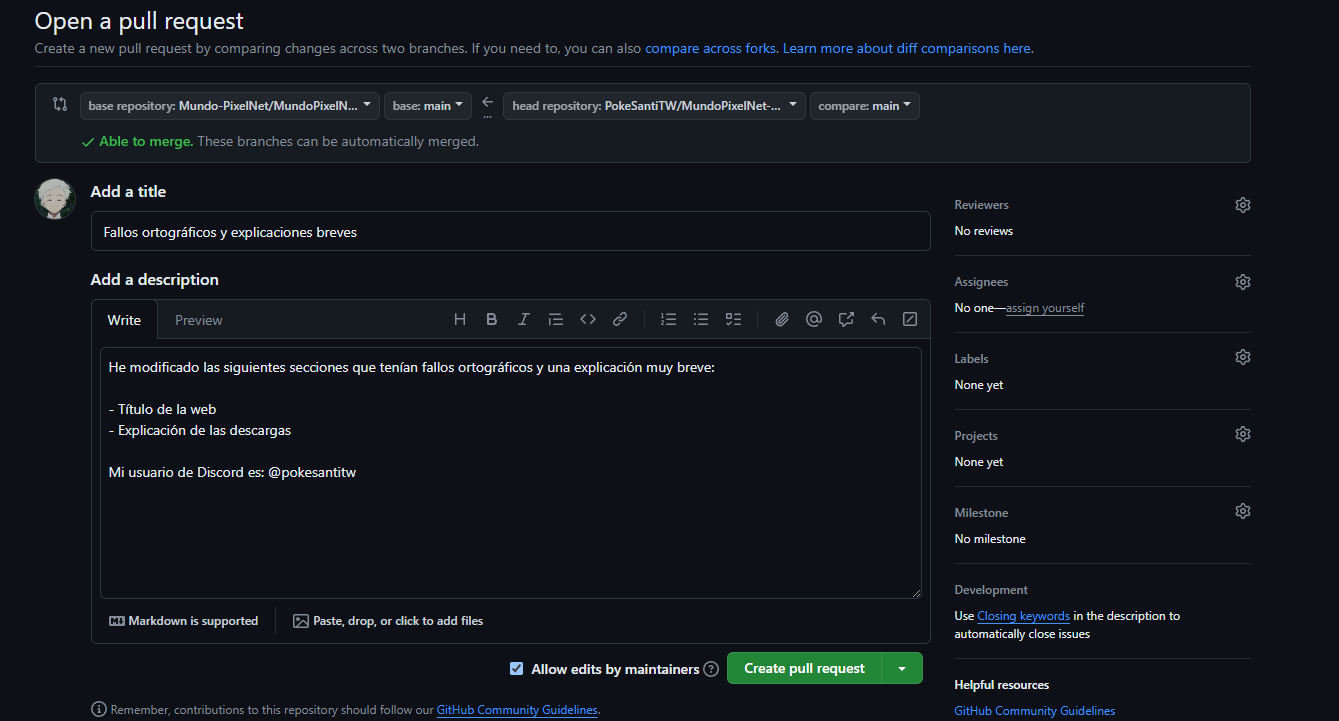 Open a pull request
Create a new pull request by comparing changes across two branches. If you need to, you can also compare across forks. Learn more about diff comparisons here.
base repository: Mundo-PixelNet/MundoPixelN... base: main ... head repository: PokeSantiTW/MundoPixelNet-... compare: main
Able to merge. These branches can be automatically merged.
Add a title
Fallos ortográficos y explicaciones breves
Add a description
Write Preview
He modificado las siguientes secciones que tenían fallos ortográficos y una explicación muy breve:
- Título de la web
- Explicación de las descargas
Mi usuario de Discord es: @pokesantitw
Markdown is supported Paste, drop, or click to add files
Allow edits by maintainers Create pull request
Remember, contributions to this repository should follow our GitHub Community Guidelines.
Reviewers
No reviews
Assignees
No one—assign yourself
Labels
None yet
Projects
None yet
Milestone
No milestone
Development
Use Closing keywords in the description to
automatically close issues
Helpful resources
GitHub Community Guidelines